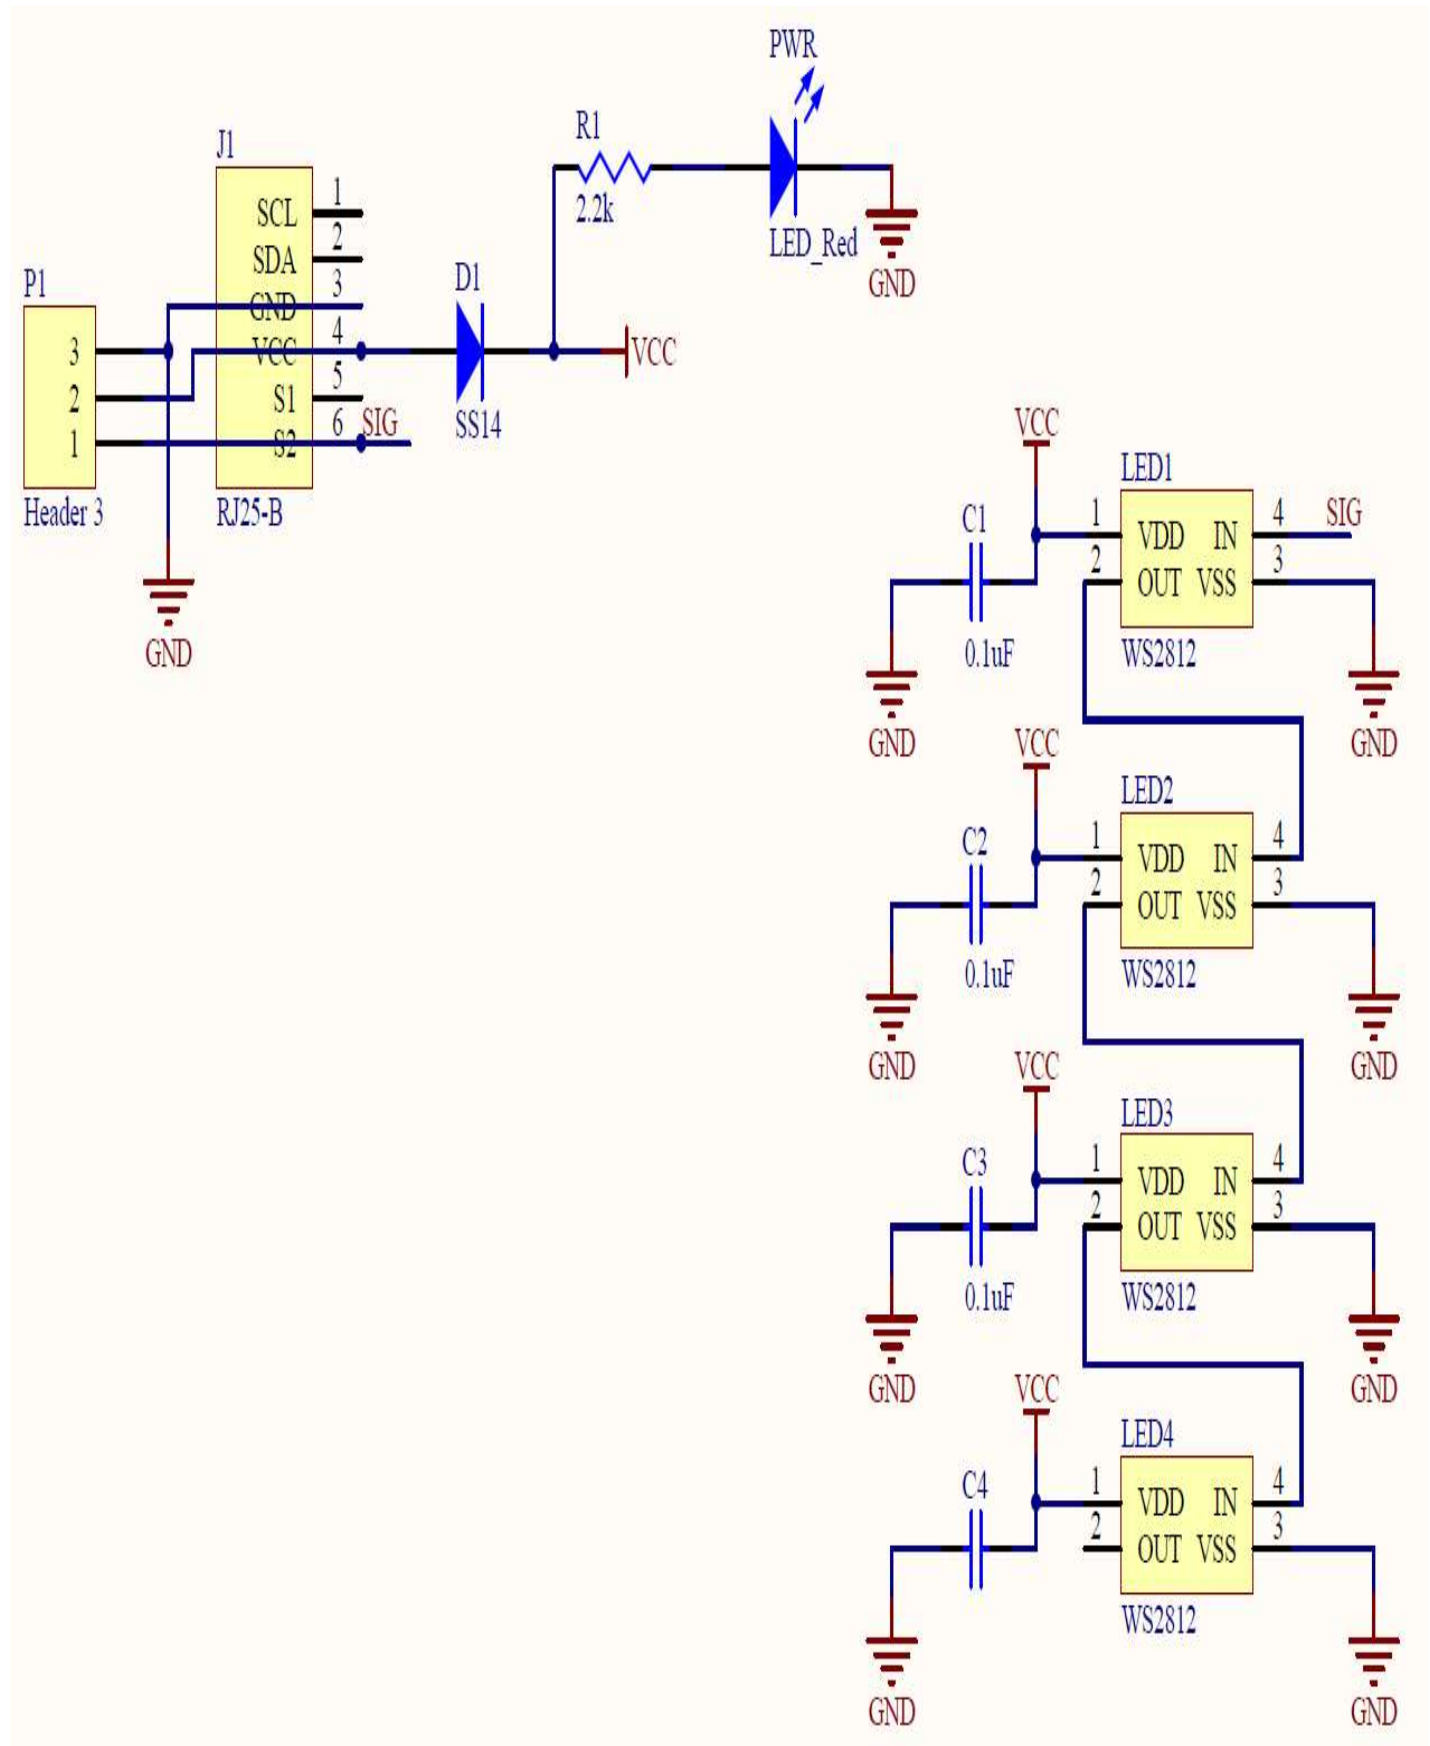 PWR
R1
2.2k
LED_Red
GND
J1
SCL 1
SDA 2
GND 3
VCC 4
S1 5
S2 6
SIG
RJ25-B
P1
3
2
1
Header 3
GND
D1
SS14
VCC
VCC
LED1
C1
1 VDD IN 4 SIG
2 OUT VSS 3
0.1uF
WS2812
GND
GND
VCC
LED2
C2
1 VDD IN 4
2 OUT VSS 3
0.1uF
WS2812
GND
GND
VCC
LED3
C3
1 VDD IN 4
2 OUT VSS 3
0.1uF
WS2812
GND
GND
VCC
LED4
C4
1 VDD IN 4
2 OUT VSS 3
WS2812
GND
GND